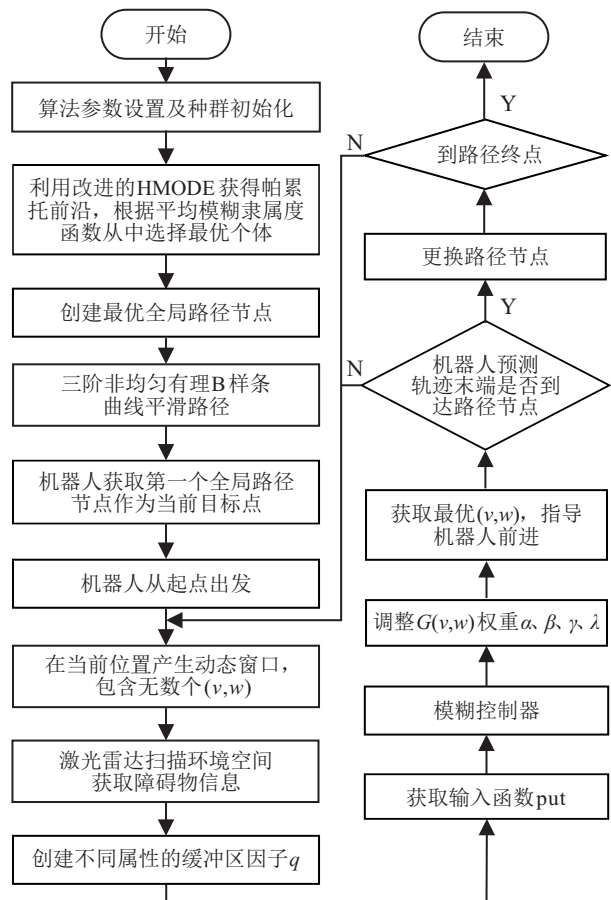 开始
算法参数设置及种群初始化
利用改进的HMODE获得帕累
托前沿，根据平均模糊隶属度
函数从中选择最优个体
创建最优全局路径节点
三阶非均匀有理B样条
曲线平滑路径
机器人获取第一个全局路径
节点作为当前目标点
机器人从起点出发
在当前位置产生动态窗口，
包含无数个(v,w)
激光雷达扫描环境空间
获取障碍物信息
创建不同属性的缓冲区因子q
获取输入函数put
模糊控制器
调整G(v,w)权重α、β、γ、λ
获取最优(v,w)，指导
机器人前进
机器人预测
轨迹末端是否到
达路径节点
N
Y
更换路径节点
到路径终点
N
Y
结束